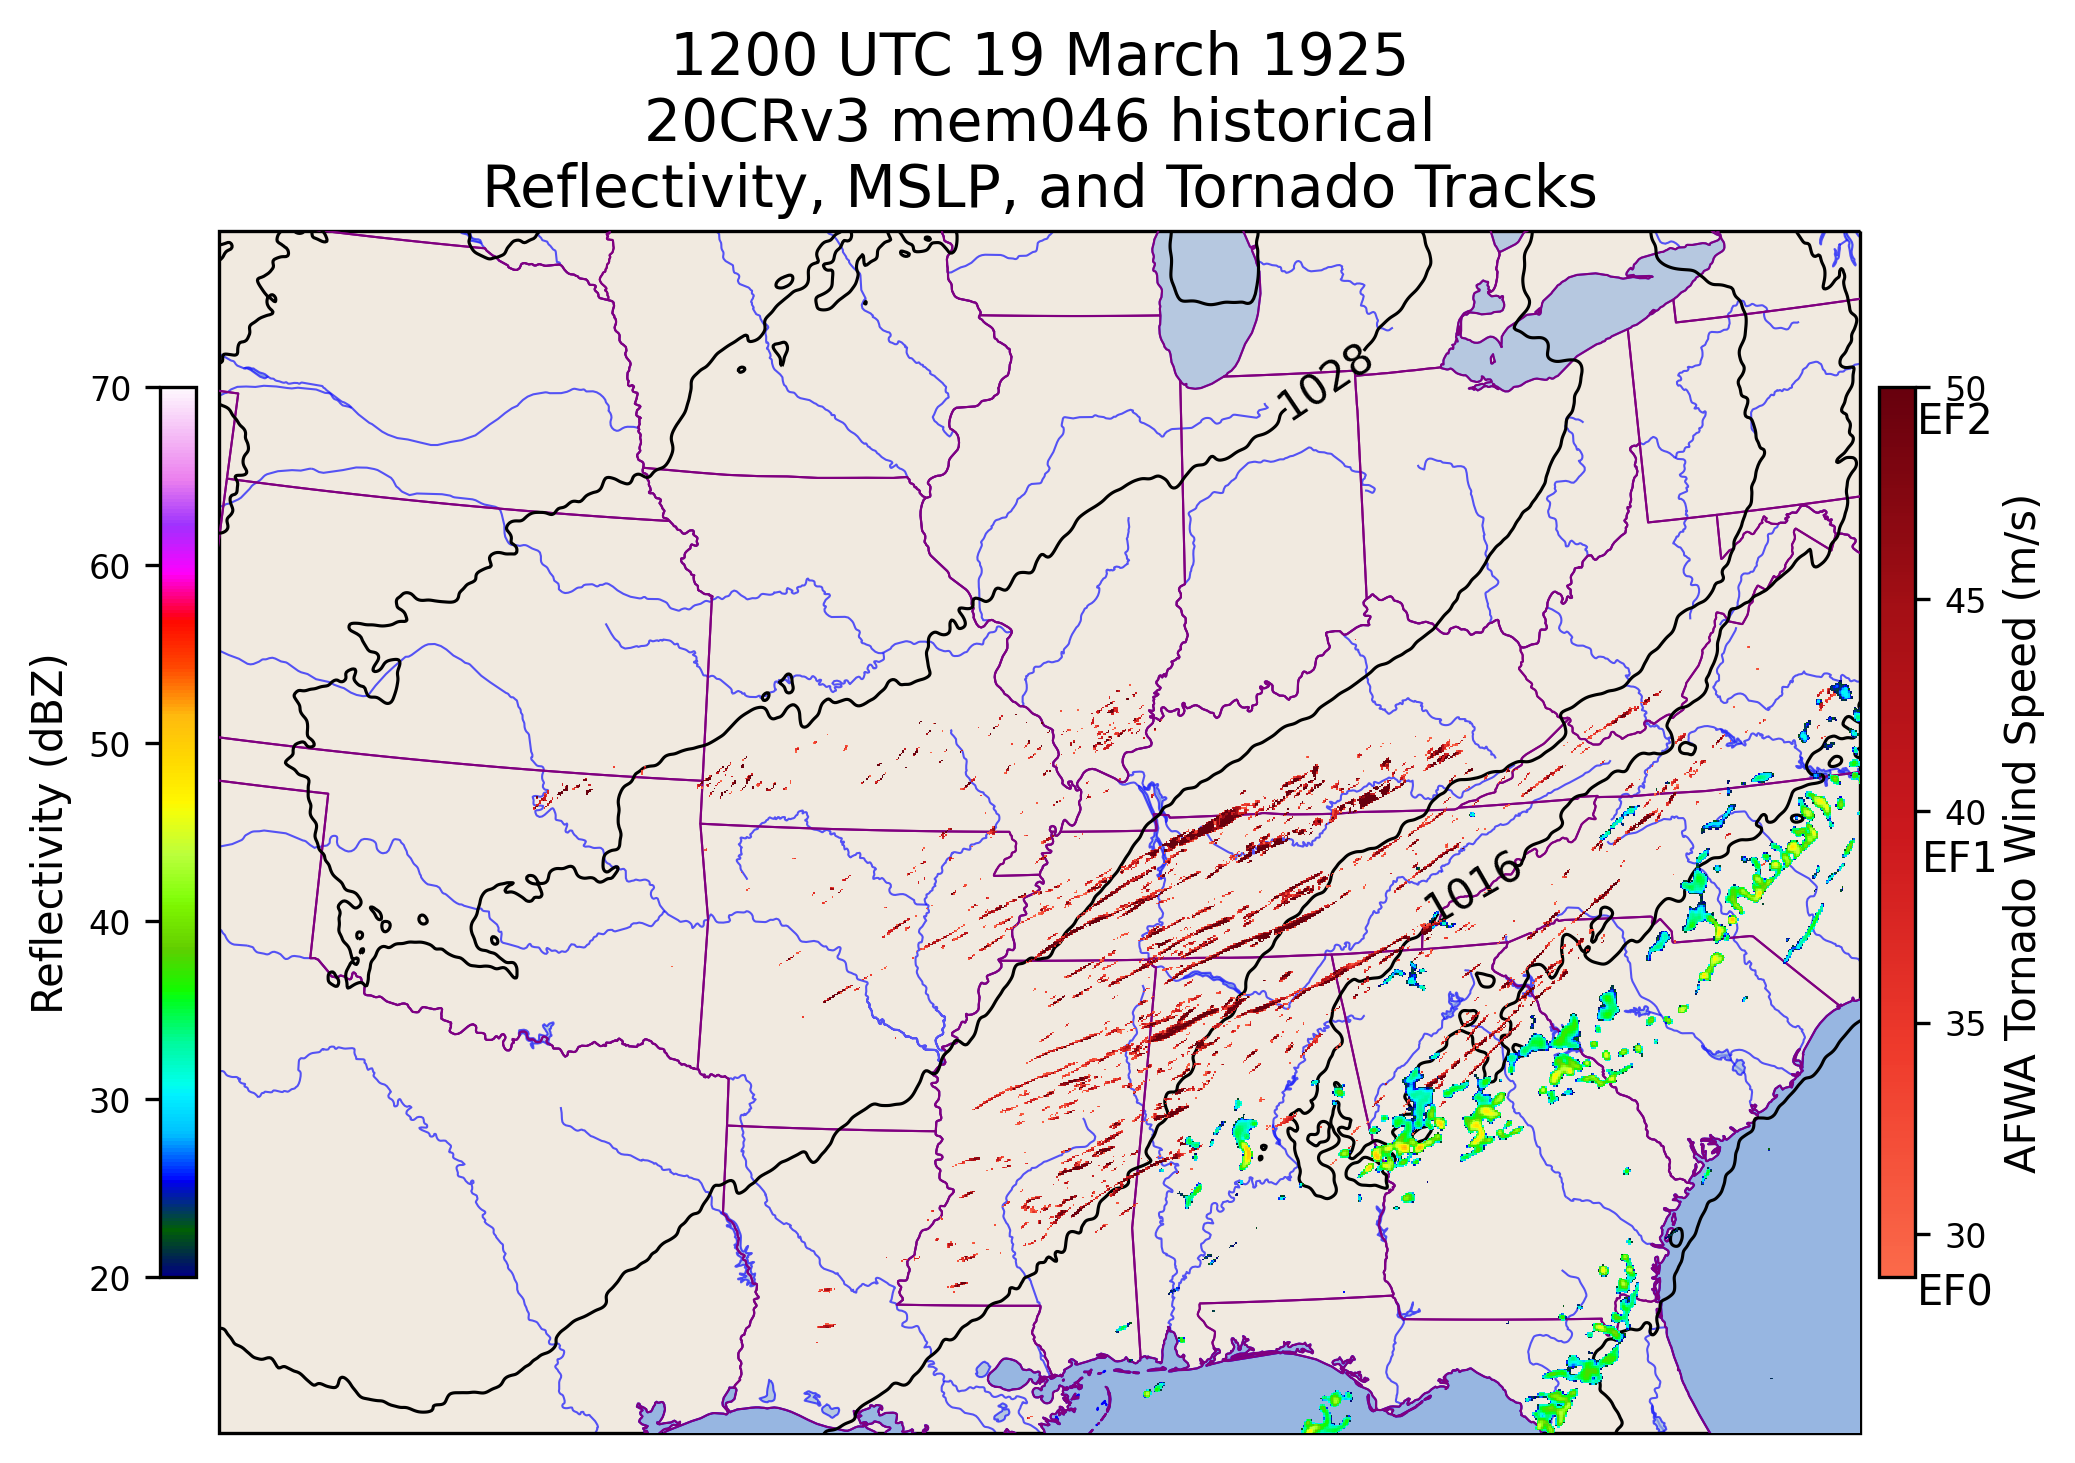 1200 UTC 19 March 1925
20CRv3 mem046 historical
Reflectivity, MSLP, and Tornado Tracks
Reflectivity (dBZ)
70
60
50
40
30
20
1028
1016
50
EF2
45
40
EF1
35
30
EF0
AFWA Tornado Wind Speed (m/s)